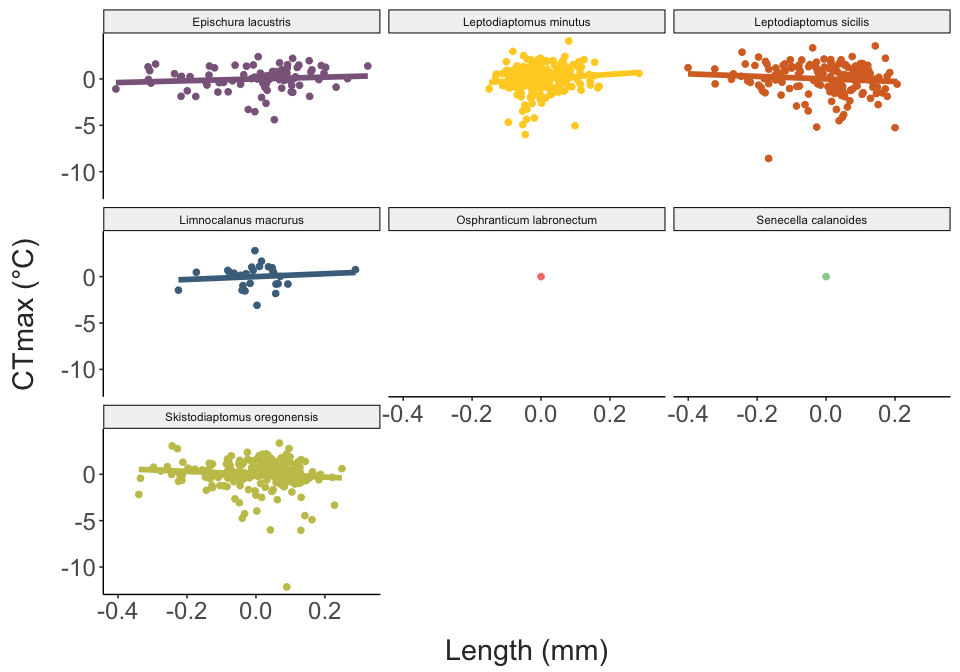 Epischura lacustris
Leptodiaptomus minutus
Leptodiaptomus sicilis
0
-5
-10
Limnocalanus macrurus
Osphranticum labronectum
Senecella calanoides
0
-5
-10
-0.4 -0.2 0.0 0.2
-0.4 -0.2 0.0 0.2
Skistodiaptomus oregonensis
0
-5
-10
-0.4 -0.2 0.0 0.2
CTmax (°C)
Length (mm)